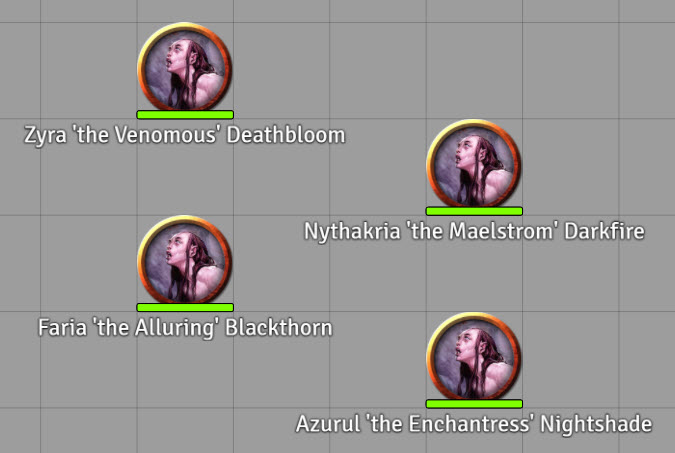 Zyra 'the Venomous' Deathbloom
Nythakria 'the Maelstrom' Darkfire
Faria 'the Alluring' Blackthorn
Azurul 'the Enchantress' Nightshade